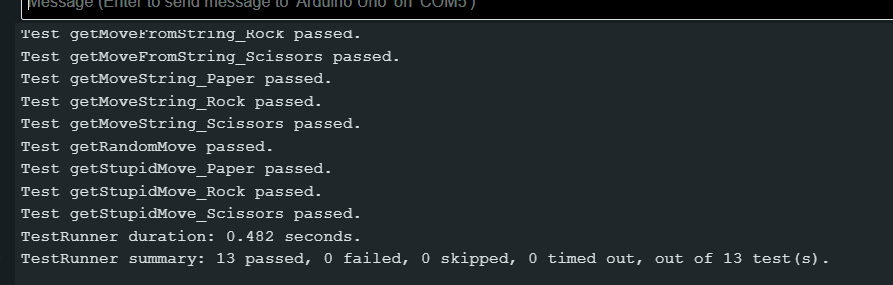 Message (Enter to send message to 'Arduino Uno' on 'COM5')
Test getMoveFromString_Rock passed.
Test getMoveFromString_Scissors passed.
Test getMoveString_Paper passed.
Test getMoveString_Rock passed.
Test getMoveString_Scissors passed.
Test getRandomMove passed.
Test getStupidMove_Paper passed.
Test getStupidMove_Rock passed.
Test getStupidMove_Scissors passed.
TestRunner duration: 0.482 seconds.
TestRunner summary: 13 passed, 0 failed, 0 skipped, 0 timed out, out of 13 test(s).